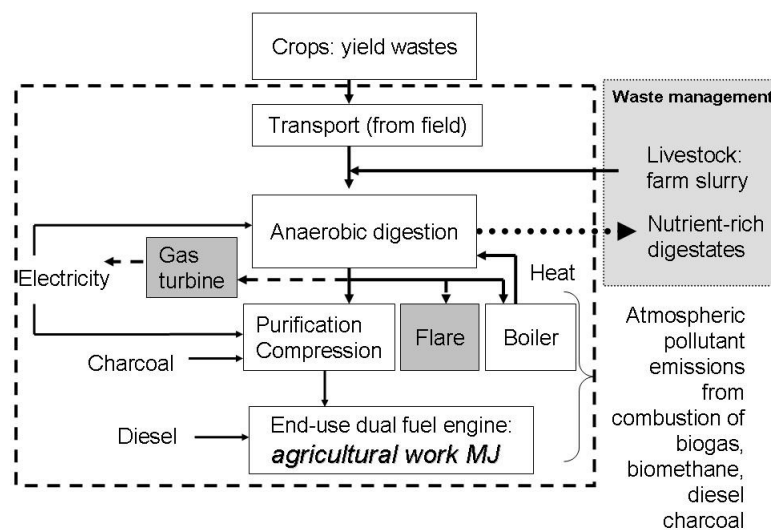 Crops: yield wastes
Waste management
Transport (from field)
Livestock:
farm slurry
Anaerobic digestion
Nutrient-rich
digestates
Electricity
Gas
turbine
Heat
Purification
Compression
Flare
Boiler
Charcoal
Atmospheric
pollutant
emissions
from
combustion of
biogas,
biomethane,
diesel
charcoal
Diesel
End-use dual fuel engine:
agricultural work MJ